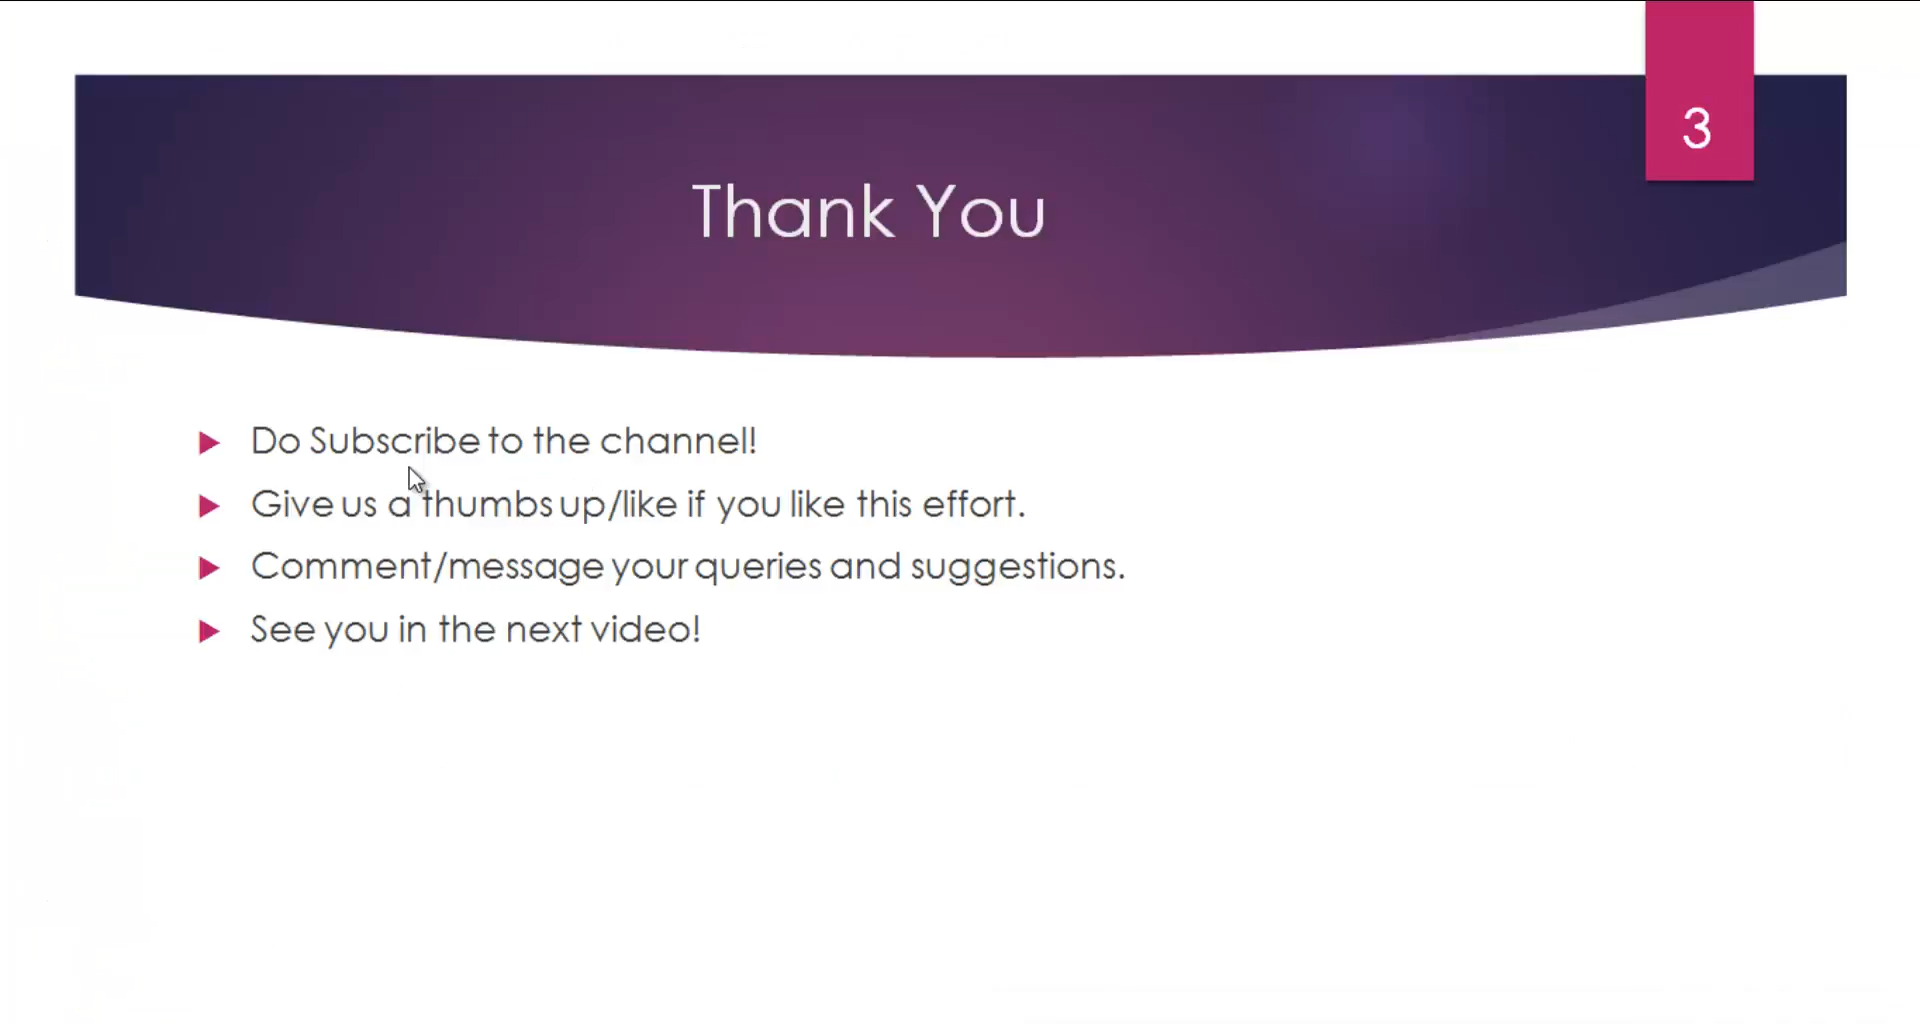 3
Thank You
Do Subscribe to the channel!
Give us a thumbs up/like if you like this effort.
Comment/message your queries and suggestions.
See you in the next video!